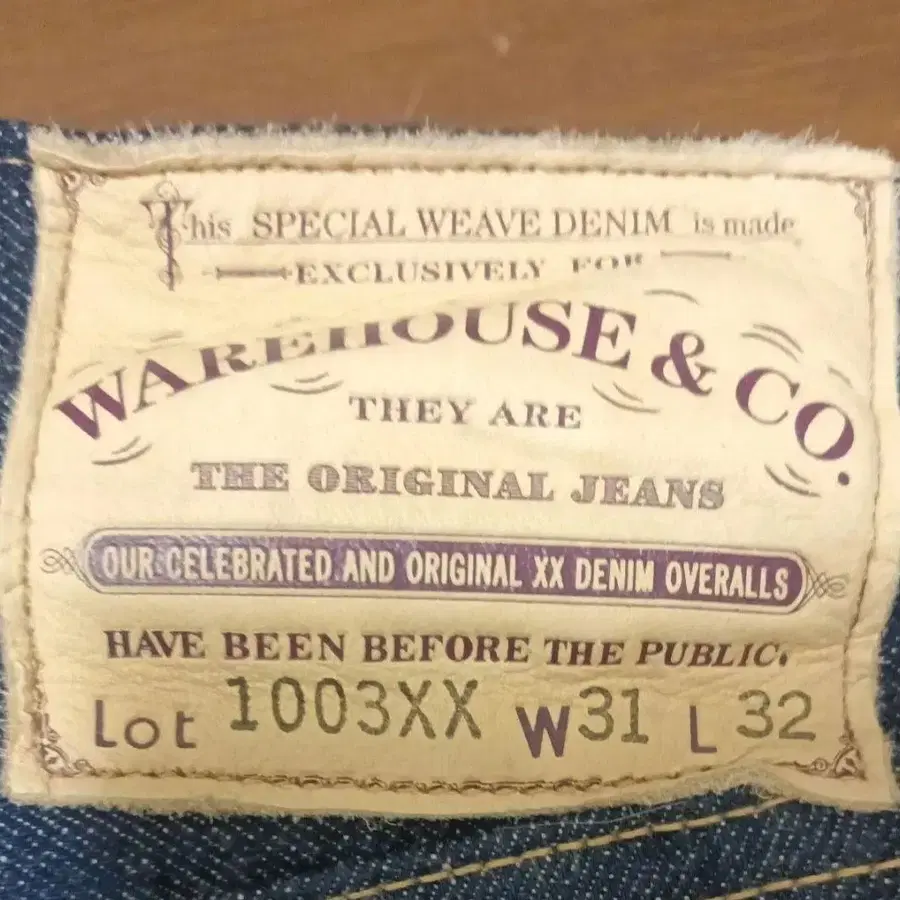 This SPECIAL WEAVE DENIM is made
EXCLUSIVELY FOR
WAREHOUSE & CO.
THEY ARE
THE ORIGINAL JEANS
OUR CELEBRATED AND ORIGINAL XX DENIM OVERALLS
HAVE BEEN BEFORE THE PUBLIC.
Lot 1003XX W31 L 32